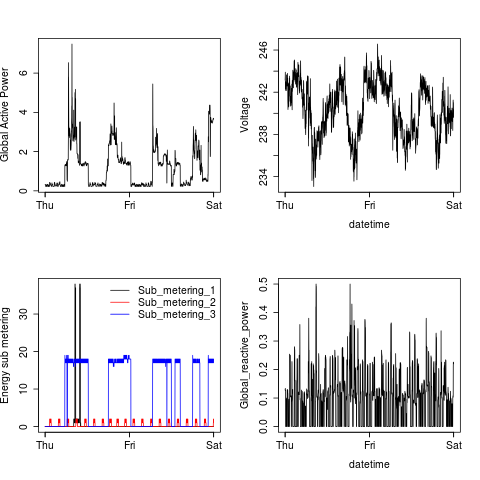 Global Active Power
6
4
2
0
Thu Fri Sat
Voltage
246
242
238
234
Thu Fri Sat
datetime
Energy sub metering
30
20
10
0
Sub_metering_1
Sub_metering_2
Sub_metering_3
Thu Fri Sat
Global_reactive_power
0.5
0.4
0.3
0.2
0.1
0.0
Thu Fri Sat
datetime